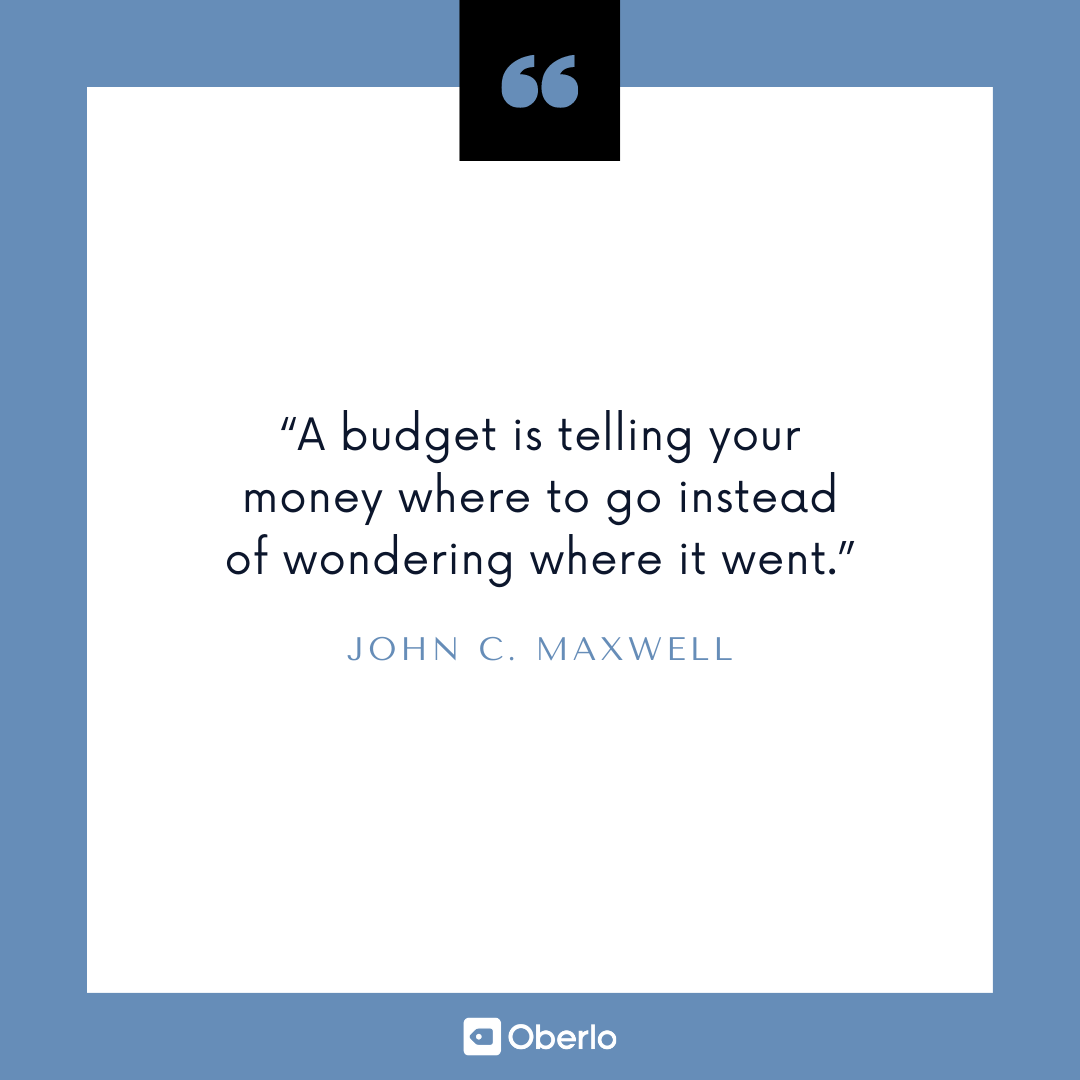 “A budget is telling your
money where to go instead
of wondering where it went.”
JOHN C. MAXWELL
Oberlo